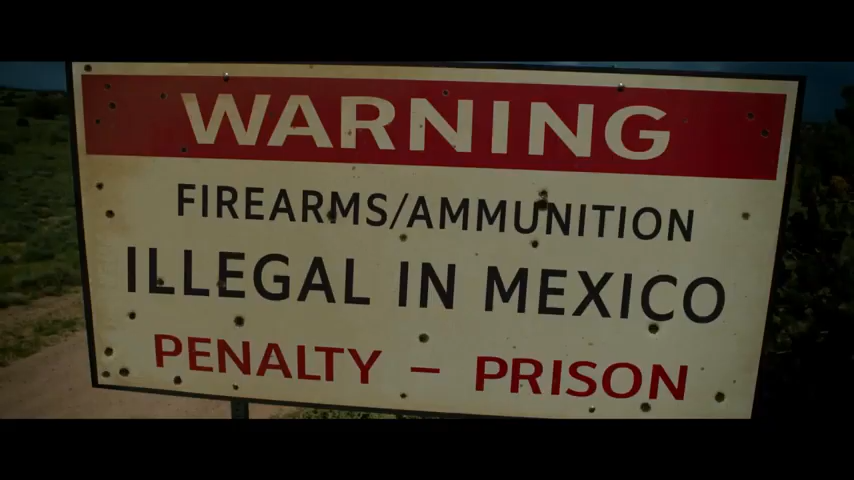 WARNING
FIREARMS/AMMUNITION
ILLEGAL IN MEXICO
PENALTY – PRISON